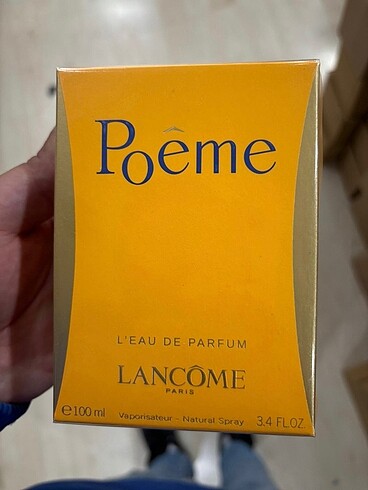 Poême
L'EAU DE PARFUM
LANCÔME
PARIS
e 100 ml Vaporisateur - Natural Spray 3.4 FL.OZ.